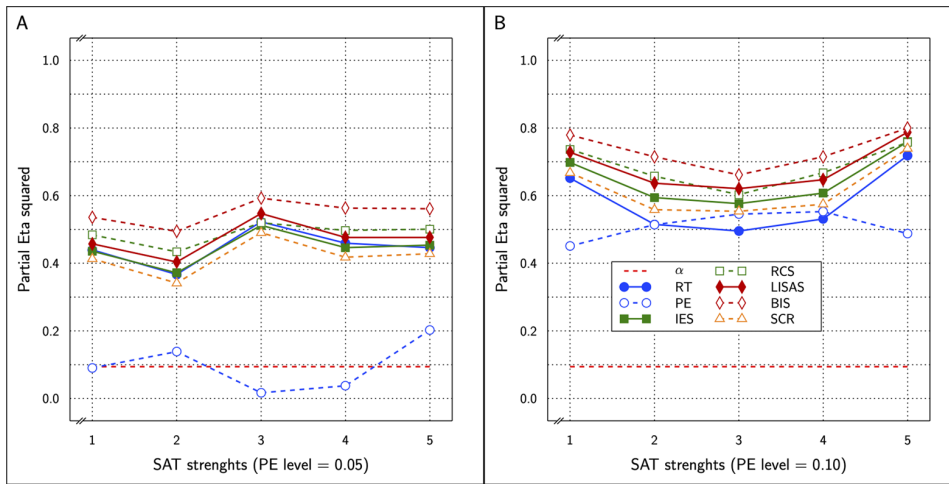 A
B
1.0
0.8
0.6
0.4
0.2
0.0
Partial Eta squared
1 2 3 4 5
SAT strenghts (PE level = 0.05)
1.0
0.8
0.6
0.4
0.2
0.0
Partial Eta squared
α RCS
RT LISAS
PE BIS
IES SCR
1 2 3 4 5
SAT strenghts (PE level = 0.10)